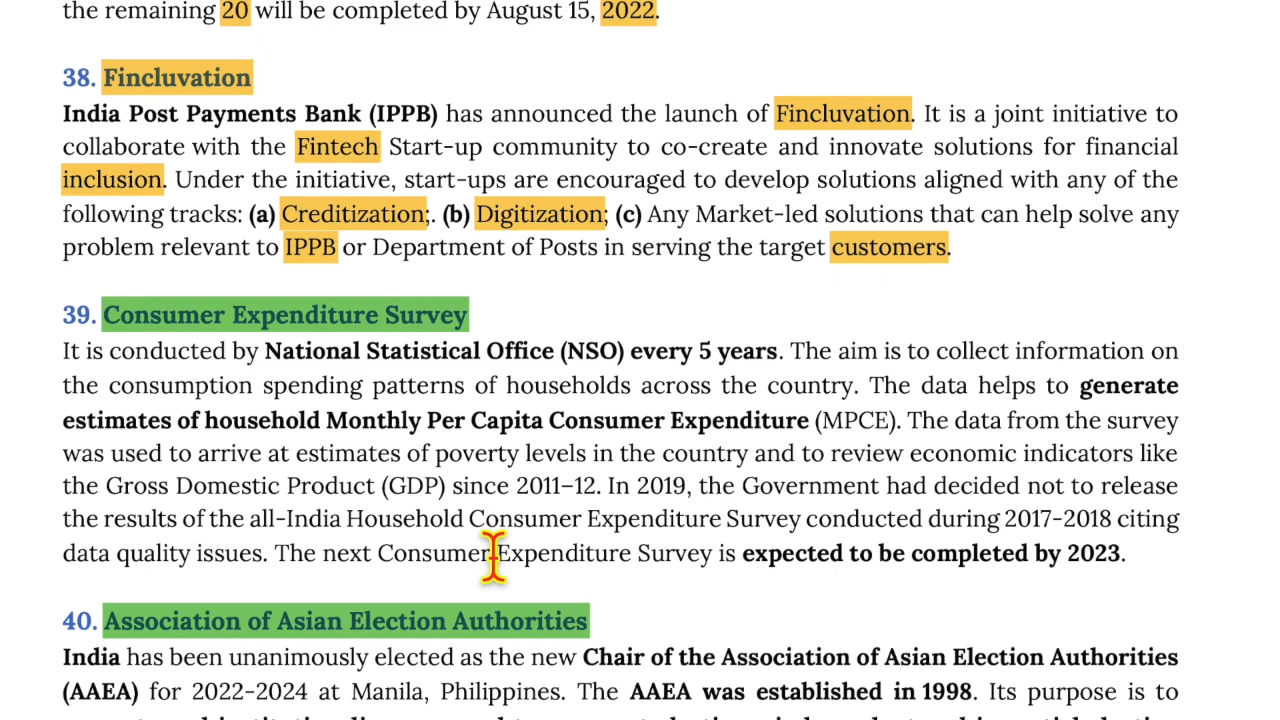 the remaining 20 will be completed by August 15, 2022.
38. Fincluvation
India Post Payments Bank (IPPB) has announced the launch of Fincluvation. It is a joint initiative to
collaborate with the Fintech Start-up community to co-create and innovate solutions for financial
inclusion. Under the initiative, start-ups are encouraged to develop solutions aligned with any of the
following tracks: (a) Creditization;. (b) Digitization; (c) Any Market-led solutions that can help solve any
problem relevant to IPPB or Department of Posts in serving the target customers.
39. Consumer Expenditure Survey
It is conducted by National Statistical Office (NSO) every 5 years. The aim is to collect information on
the consumption spending patterns of households across the country. The data helps to generate
estimates of household Monthly Per Capita Consumer Expenditure (MPCE). The data from the survey
was used to arrive at estimates of poverty levels in the country and to review economic indicators like
the Gross Domestic Product (GDP) since 2011–12. In 2019, the Government had decided not to release
the results of the all-India Household Consumer Expenditure Survey conducted during 2017-2018 citing
data quality issues. The next Consumer Expenditure Survey is expected to be completed by 2023.
40. Association of Asian Election Authorities
India has been unanimously elected as the new Chair of the Association of Asian Election Authorities
(AAEA) for 2022-2024 at Manila, Philippines. The AAEA was established in 1998. Its purpose is to